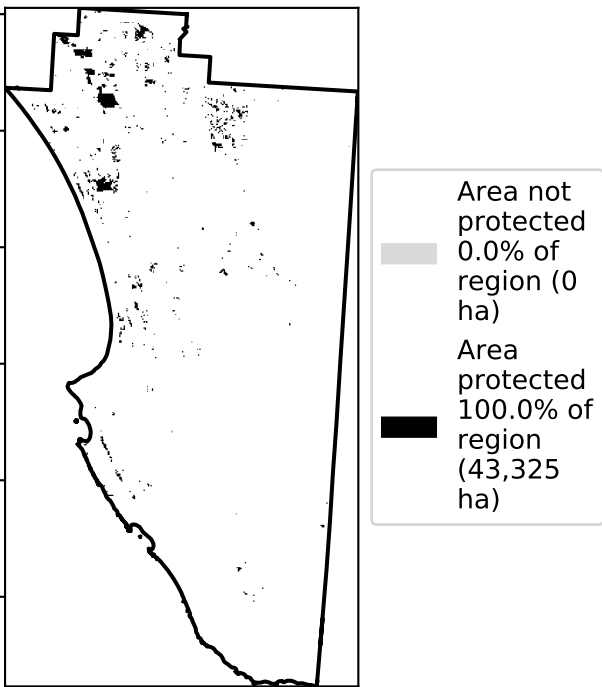 Area not
protected
0.0% of
region (0
ha)
Area
protected
100.0% of
region
(43,325
ha)